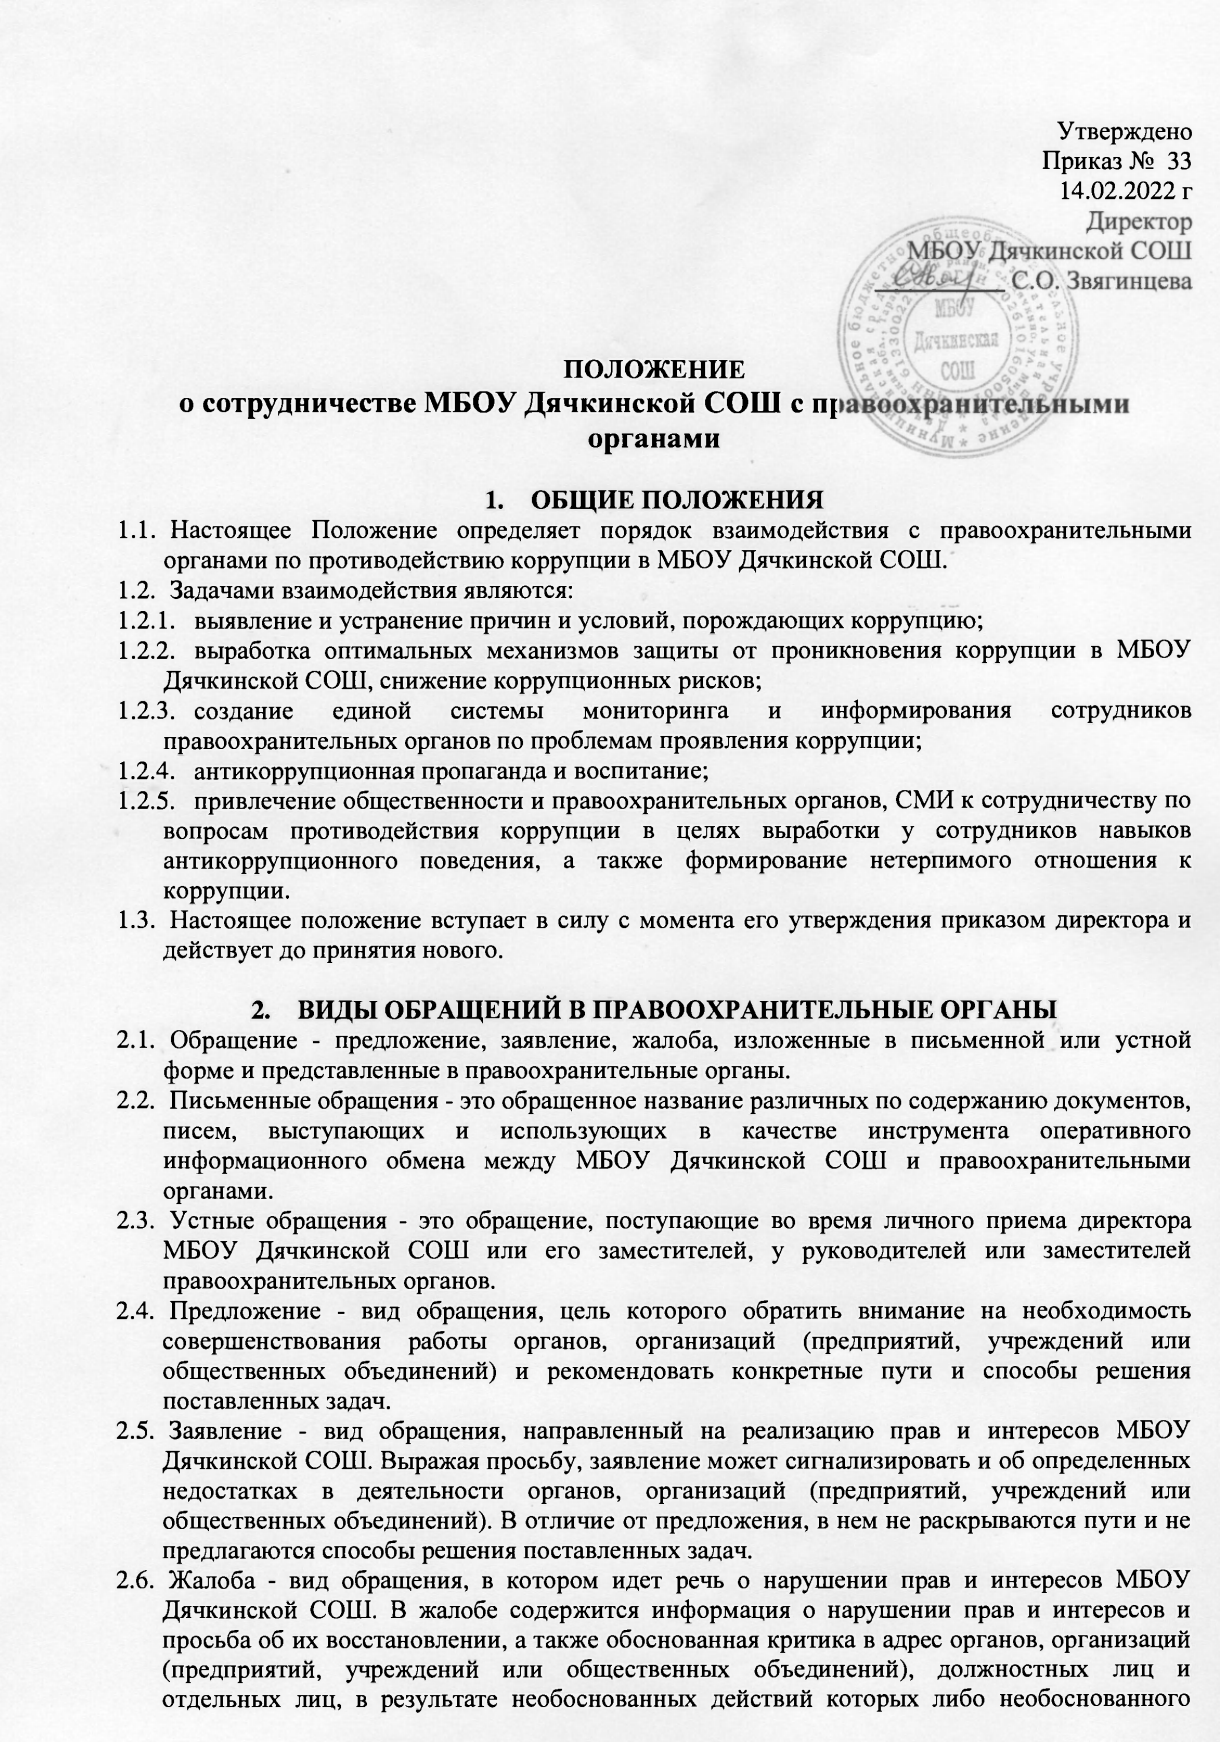 Утверждено
Приказ № 33
14.02.2022 г
Директор
МБОУ Дячкинской СОШ
С.О. Звягинцева
МБОУ
Дячкинская
СОШ
ПОЛОЖЕНИЕ
о сотрудничестве МБОУ Дячкинской СОШ с правоохранительными
органами
1. ОБЩИЕ ПОЛОЖЕНИЯ
1.1. Настоящее Положение определяет порядок взаимодействия с правоохранительными
органами по противодействию коррупции в МБОУ Дячкинской СОШ.
1.2. Задачами взаимодействия являются:
1.2.1. выявление и устранение причин и условий, порождающих коррупцию;
1.2.2. выработка оптимальных механизмов защиты от проникновения коррупции в МБОУ
Дячкинской СОШ, снижение коррупционных рисков;
1.2.3. создание единой системы мониторинга и информирования сотрудников
правоохранительных органов по проблемам проявления коррупции;
1.2.4. антикоррупционная пропаганда и воспитание;
1.2.5. привлечение общественности и правоохранительных органов, СМИ к сотрудничеству по
вопросам противодействия коррупции в целях выработки у сотрудников навыков
антикоррупционного поведения, а также формирование нетерпимого отношения к
коррупции.
1.3. Настоящее положение вступает в силу с момента его утверждения приказом директора и
действует до принятия нового.
2. ВИДЫ ОБРАЩЕНИЙ В ПРАВООХРАНИТЕЛЬНЫЕ ОРГАНЫ
2.1. Обращение - предложение, заявление, жалоба, изложенные в письменной или устной
форме и представленные в правоохранительные органы.
2.2. Письменные обращения - это обращенное название различных по содержанию документов,
писем, выступающих и использующих в качестве инструмента оперативного
информационного обмена между МБОУ Дячкинской СОШ и правоохранительными
органами.
2.3. Устные обращения - это обращение, поступающие во время личного приема директора
МБОУ Дячкинской СОШ или его заместителей, у руководителей или заместителей
правоохранительных органов.
2.4. Предложение - вид обращения, цель которого обратить внимание на необходимость
совершенствования работы органов, организаций (предприятий, учреждений или
общественных объединений) и рекомендовать конкретные пути и способы решения
поставленных задач.
2.5. Заявление - вид обращения, направленный на реализацию прав и интересов МБОУ
Дячкинской СОШ. Выражая просьбу, заявление может сигнализировать и об определенных
недостатках в деятельности органов, организаций (предприятий, учреждений или
общественных объединений). В отличие от предложения, в нем не раскрываются пути и не
предлагаются способы решения поставленных задач.
2.6. Жалоба - вид обращения, в котором идет речь о нарушении прав и интересов МБОУ
Дячкинской СОШ. В жалобе содержится информация о нарушении прав и интересов и
просьба об их восстановлении, а также обоснованная критика в адрес органов, организаций
(предприятий, учреждений или общественных объединений), должностных лиц и
отдельных лиц, в результате необоснованных действий которых либо необоснованного